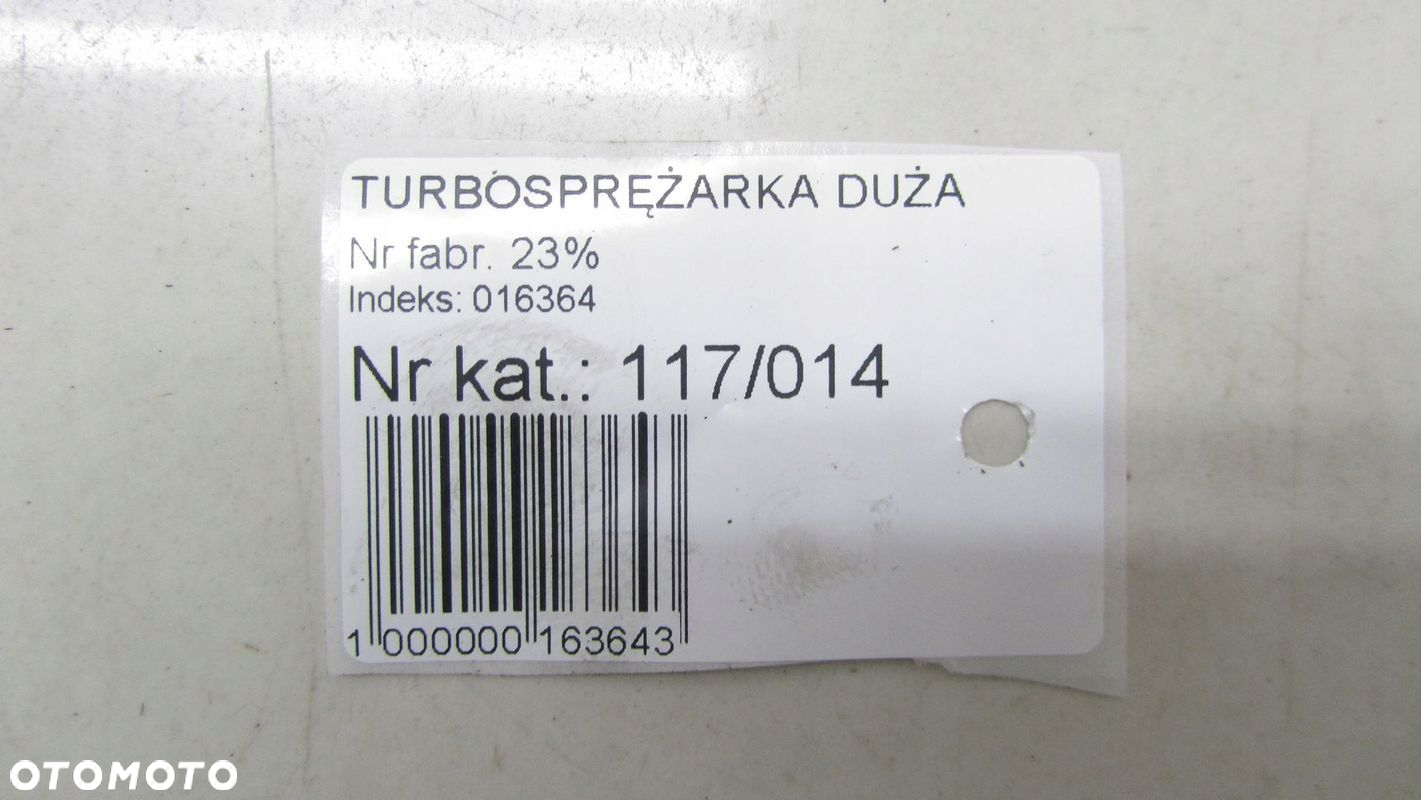 TURBOSPRĘŻARKA DUŻA
Nr fabr. 23%
Indeks: 016364
Nr kat.: 117/014
1 000000 163643
OTOMOTO